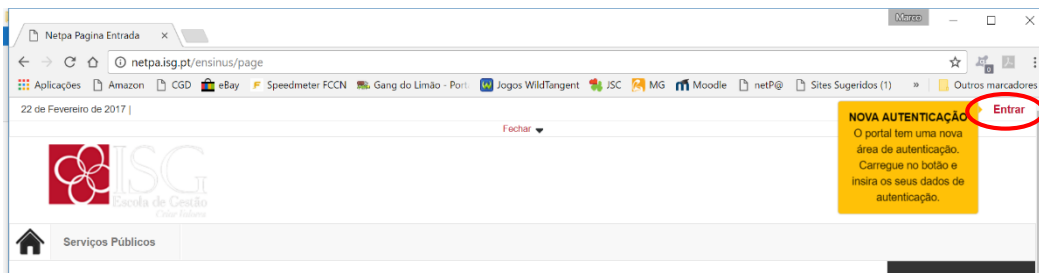 Marco
Netpa Pagina Entrada
netpa.isg.pt/ensinus/page
Aplicações Amazon CGD eBay Speedmeter FCCN Gang do Limão - Port Jogos WildTangent JSC MG Moodle netP@ Sites Sugeridos (1) » Outros marcadores
22 de Fevereiro de 2017 |
Entrar
Fechar
NOVA AUTENTICAÇÃO
O portal tem uma nova
área de autenticação.
Carregue no botão e
insira os seus dados de
autenticação.
ISG
Escola de Gestão
Serviços Públicos